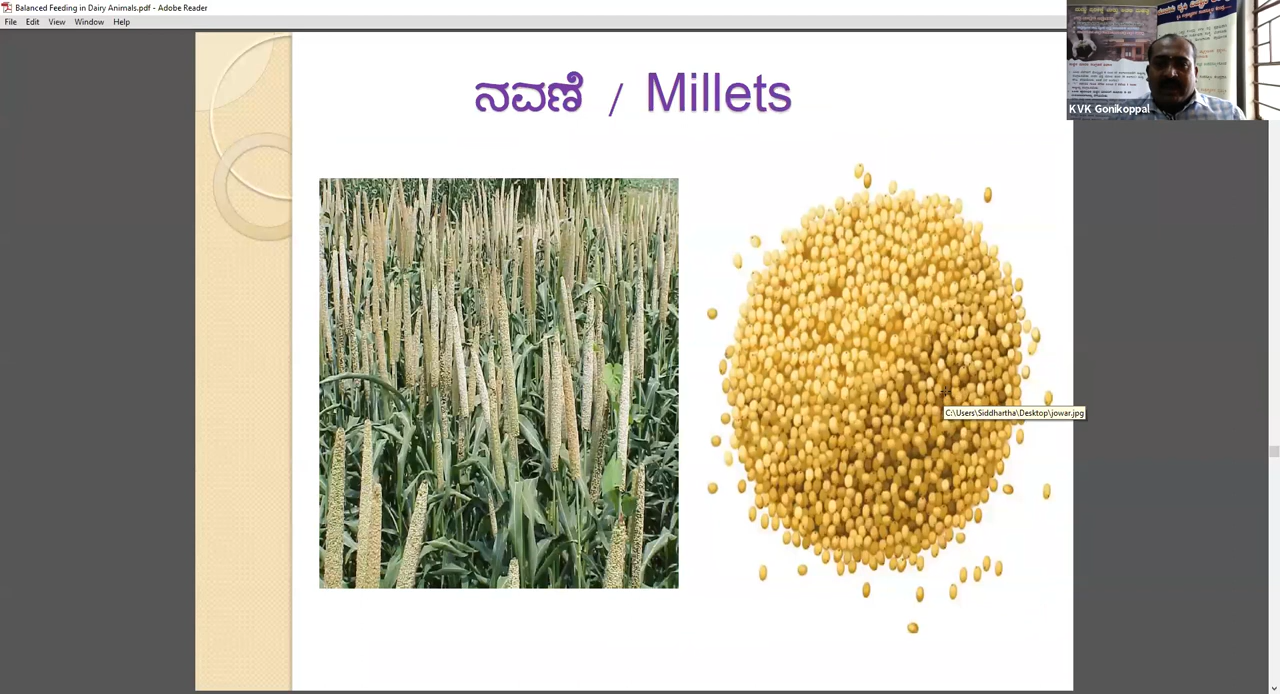 Balanced Feeding in Dairy Animals.pdf - Adobe Reader
File Edit View Window Help
ನವಣೆ / Millets
KVK Gonikoppal
C:\Users\Siddhartha\Desktop\jowar.jpg